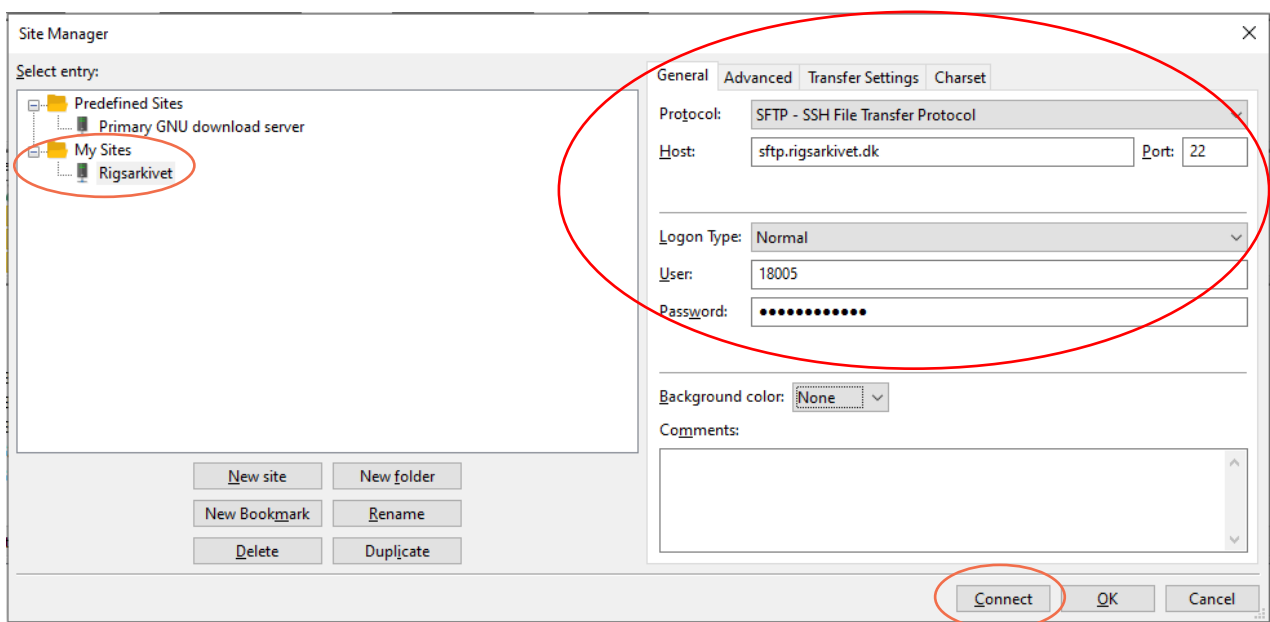 Site Manager
Select entry:
Predefined Sites
Primary GNU download server
My Sites
Rigsarkivet
New site
New folder
New Bookmark
Rename
Delete
Duplicate
General Advanced Transfer Settings Charset
Protocol: SFTP - SSH File Transfer Protocol
Host: sftp.rigsarkivet.dk Port: 22
Logon Type: Normal
User: 18005
Password: ●●●●●●●●●●●●
Background color: None
Comments:
Connect OK Cancel